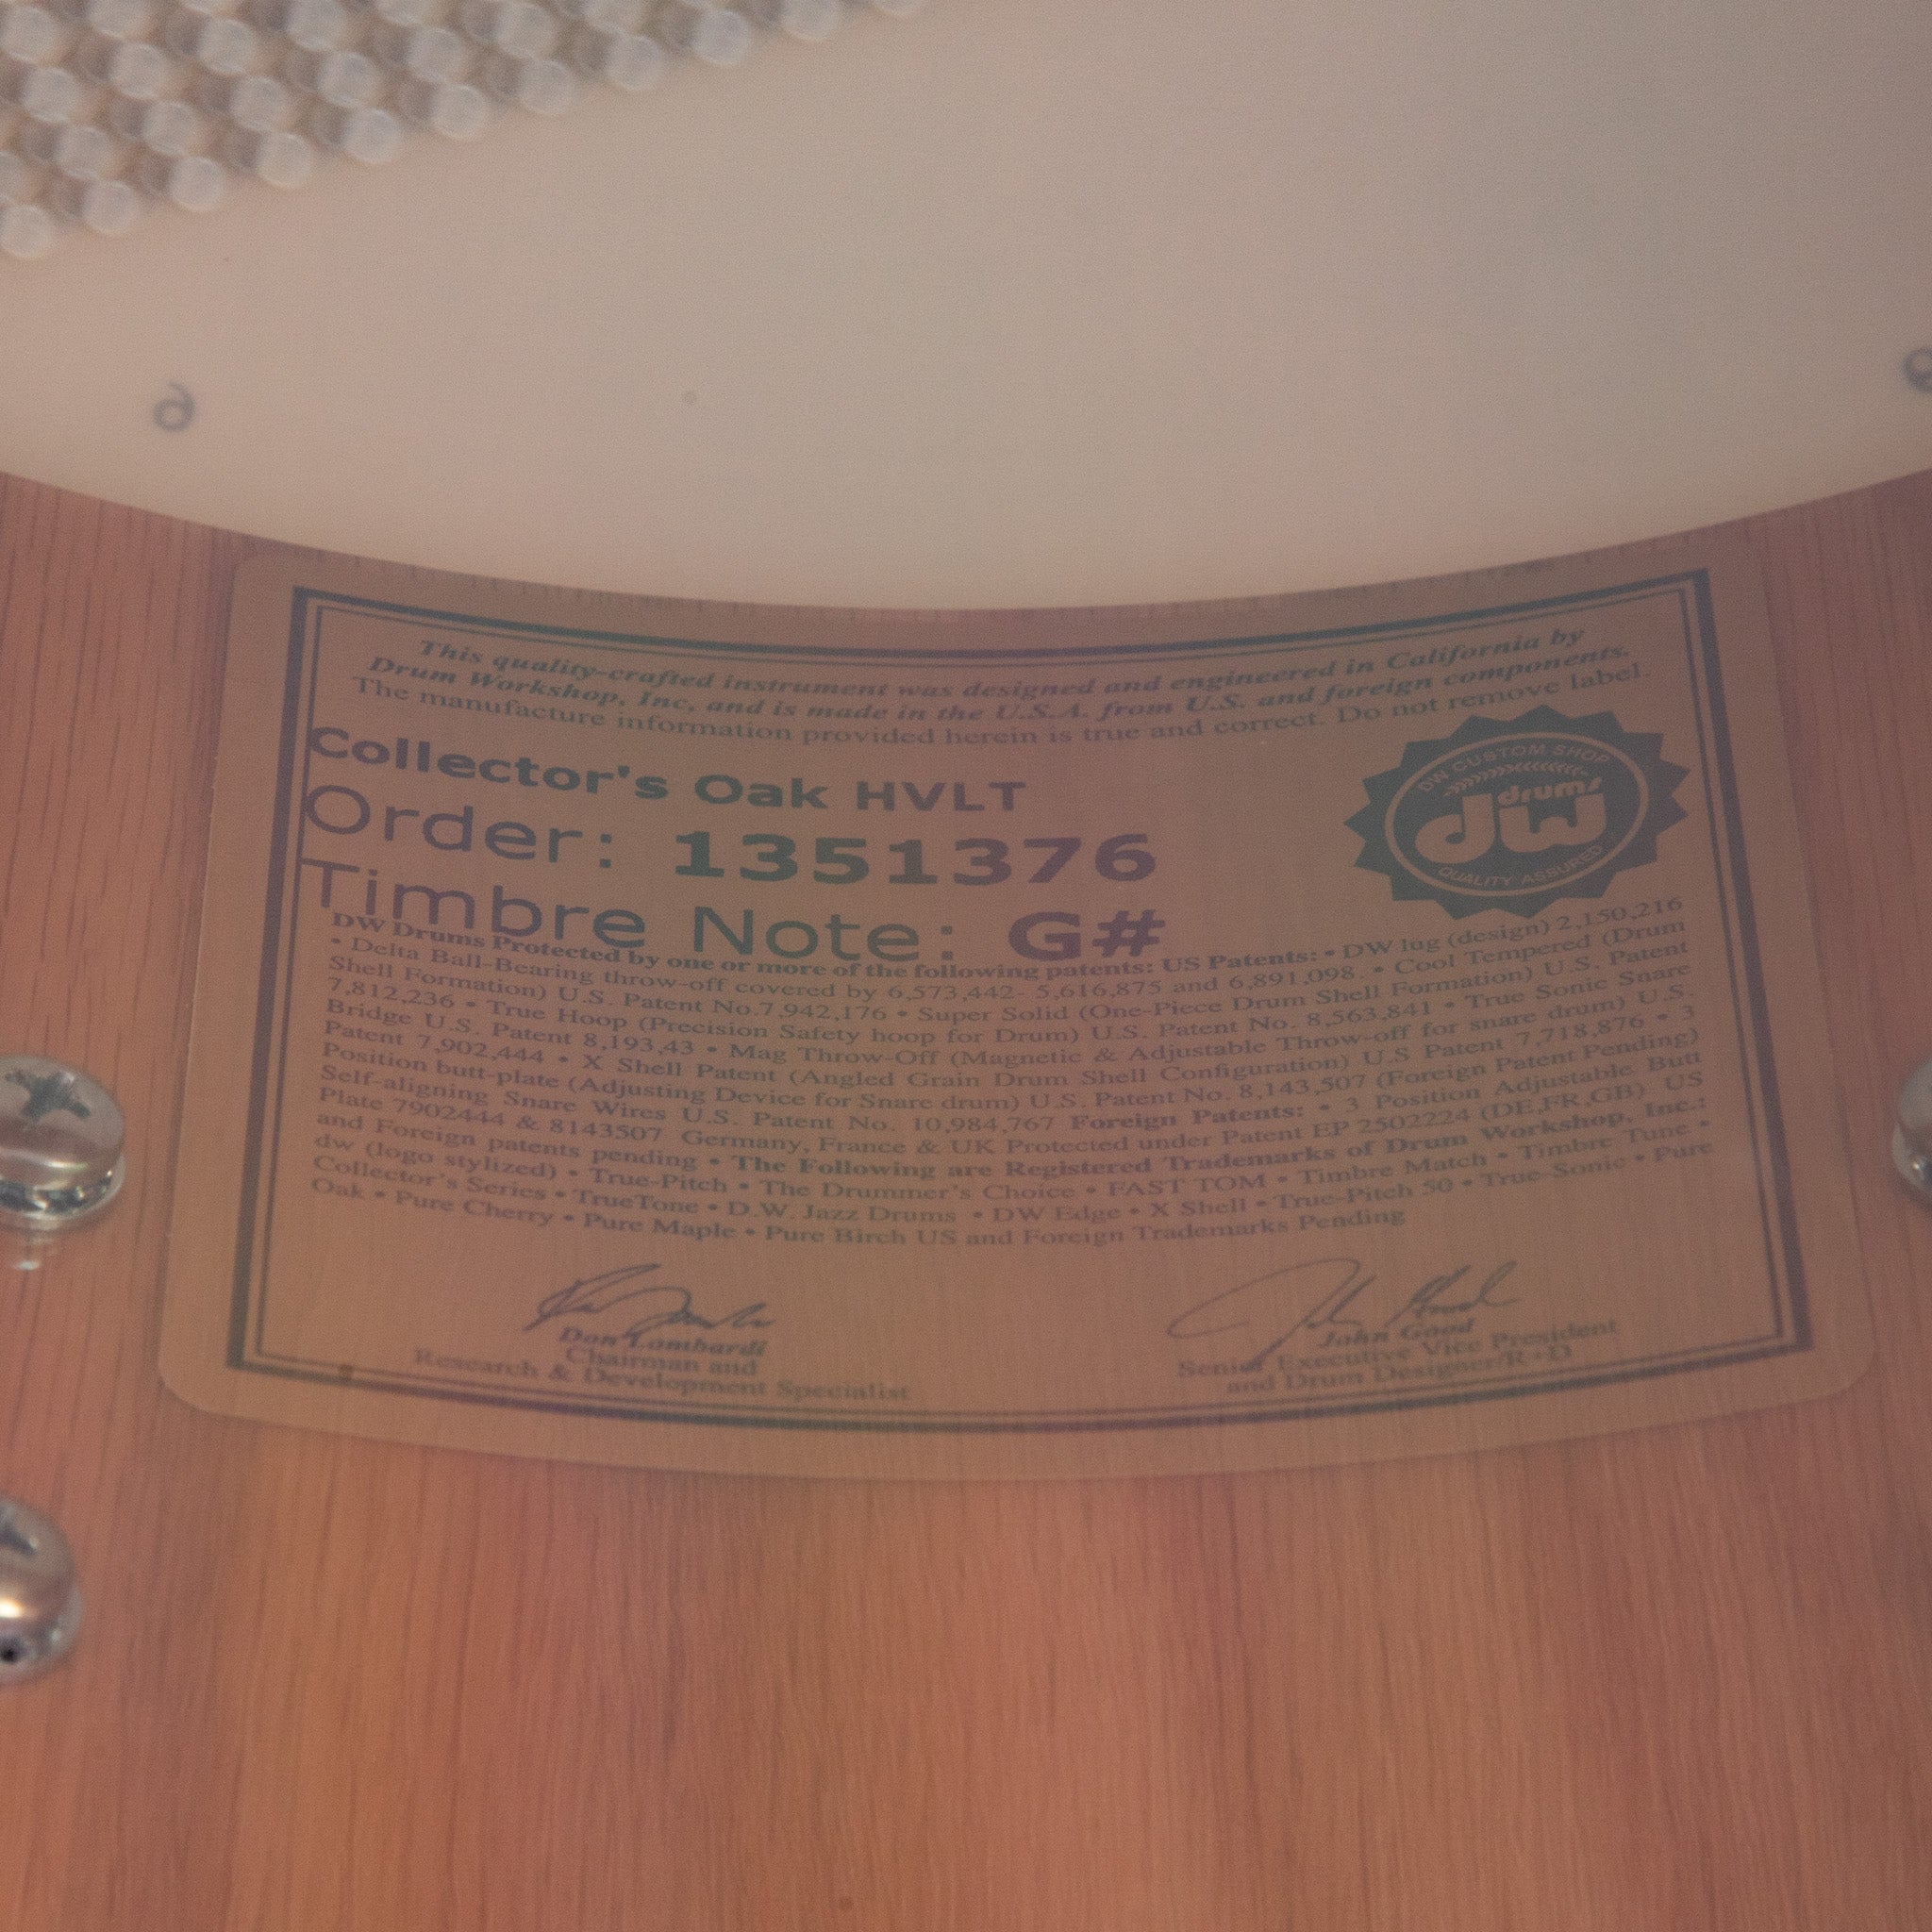 6
9
This quality-crafted instrument was designed and engineered in California by
Drum Workshop, Inc. and is made in the U.S.A. from U.S. and foreign components.
The manufacture information provided herein is true and correct. Do not remove label.
Collector's Oak HVLT
Order: 1351376
Timbre Note: G#
DW CUSTOM SHOP
drums
dw
QUALITY ASSURED
DW Drums Protected by one or more of the following patents: US Patents: • DW lug (design) 2,150,216
• Delta Ball-Bearing throw-off covered by 6,573,442- 5,616,875 and 6,891,098. • Cool Tempered (Drum
Shell Formation) U.S. Patent No.7,942,176 • Super Solid (One-Piece Drum Shell Formation) U.S. Patent
7,812,236 • True Hoop (Precision Safety hoop for Drum) U.S. Patent No. 8,563,841 • True Sonic Snare
Bridge U.S. Patent 8,193,43 • Mag Throw-Off (Magnetic & Adjustable Throw-off for snare drum) U.S.
Patent 7,902,444 • X Shell Patent (Angled Grain Drum Shell Configuration) U.S Patent 7,718,876 • 3
Position butt-plate (Adjusting Device for Snare drum) U.S. Patent No. 8,143,507 (Foreign Patent Pending)
Self-aligning Snare Wires U.S. Patent No. 10,984,767 Foreign Patents: • 3 Position Adjustable Butt
Plate 7902444 & 8143507 Germany, France & UK Protected under Patent EP 2502224 (DE,FR,GB) US
and Foreign patents pending • The Following are Registered Trademarks of Drum Workshop, Inc.:
dw (logo stylized) • True-Pitch • The Drummer's Choice • FAST TOM • Timbre Match • Timbre Tune •
Collector's Series • TrueTone • D.W. Jazz Drums • DW Edge • X Shell • True-Pitch 50 • True-Sonic • Pure
Oak • Pure Cherry • Pure Maple • Pure Birch US and Foreign Trademarks Pending
Don Lombardi
Chairman and
Research & Development Specialist
John Good
Senior Executive Vice President
and Drum Designer/R+D